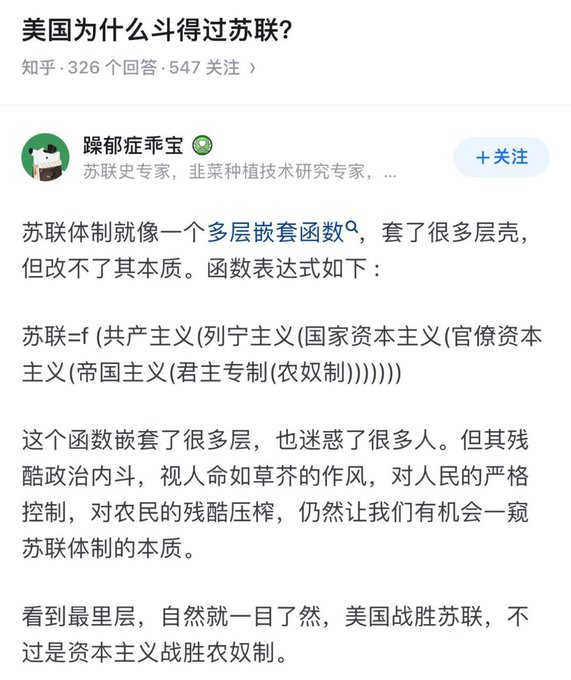 美国为什么斗得过苏联?
知乎·326 个回答·547 关注 >
躁郁症乖宝
苏联史专家，韭菜种植技术研究专家，...
+关注
苏联体制就像一个多层嵌套函数，套了很多层壳，
但改不了其本质。函数表达式如下：
苏联=f (共产主义(列宁主义(国家资本主义(官僚资本
主义(帝国主义(君主专制(农奴制)))))))
这个函数嵌套了很多层，也迷惑了很多人。但其残
酷政治内斗，视人命如草芥的作风，对人民的严格
控制，对农民的残酷压榨，仍然让我们有机会一窥
苏联体制的本质。
看到最里层，自然就一目了然，美国战胜苏联，不
过是资本主义战胜农奴制。